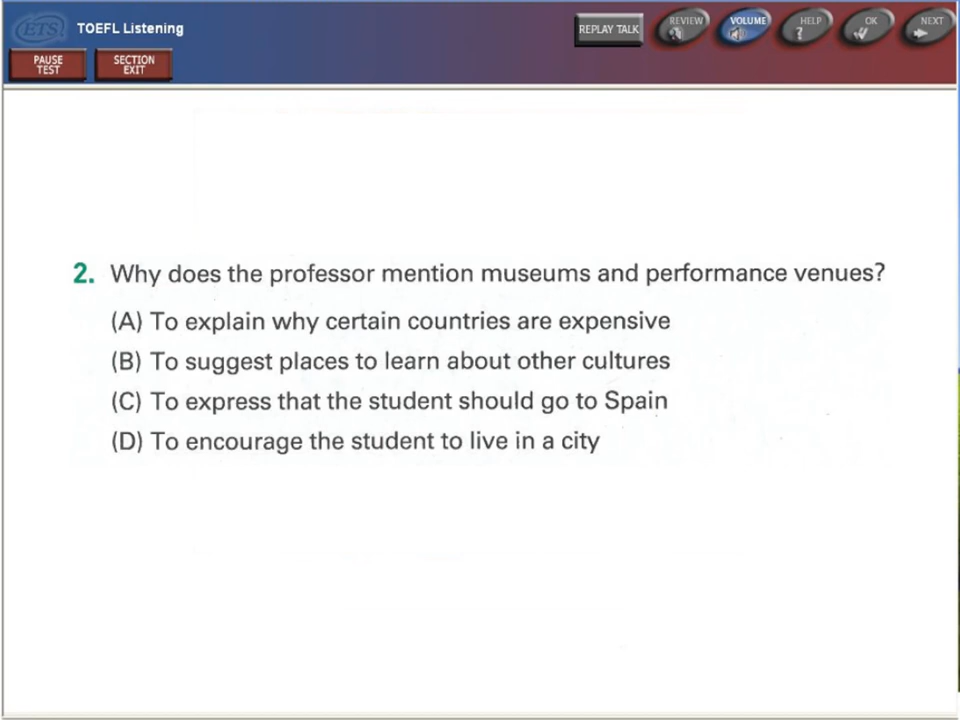 ETS TOEFL Listening
REPLAY TALK
REVIEW
VOLUME
HELP
?
OK
NEXT
PAUSE
TEST
SECTION
EXIT
2. Why does the professor mention museums and performance venues?
(A) To explain why certain countries are expensive
(B) To suggest places to learn about other cultures
(C) To express that the student should go to Spain
(D) To encourage the student to live in a city